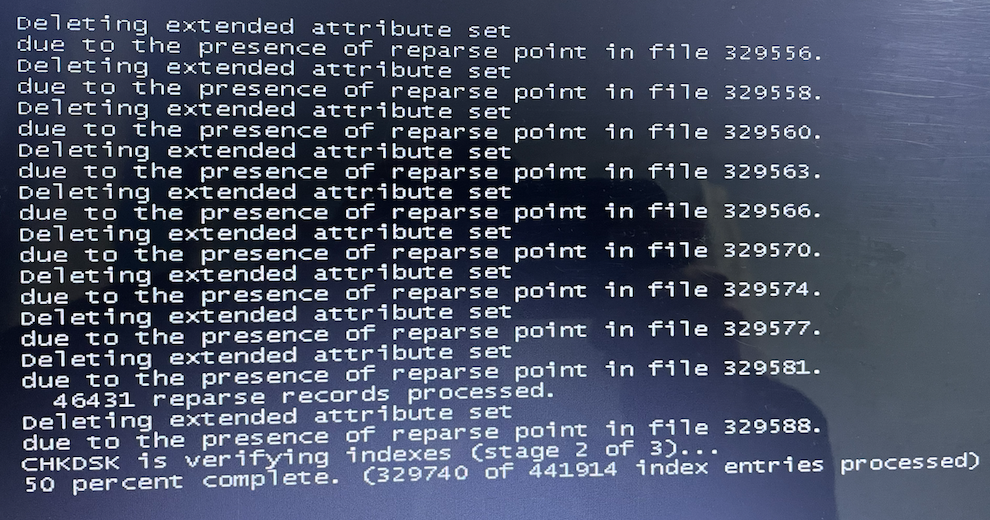 Deleting extended attribute set
due to the presence of reparse point in file 329556.
Deleting extended attribute set
due to the presence of reparse point in file 329558.
Deleting extended attribute set
due to the presence of reparse point in file 329560.
Deleting extended attribute set
due to the presence of reparse point in file 329563.
Deleting extended attribute set
due to the presence of reparse point in file 329566.
Deleting extended attribute set
due to the presence of reparse point in file 329570.
Deleting extended attribute set
due to the presence of reparse point in file 329574.
Deleting extended attribute set
due to the presence of reparse point in file 329577.
Deleting extended attribute set
due to the presence of reparse point in file 329581.
46431 reparse records processed.
Deleting extended attribute set
due to the presence of reparse point in file 329588.
CHKDSK is verifying indexes (stage 2 of 3)...
50 percent complete. (329740 of 441914 index entries processed)